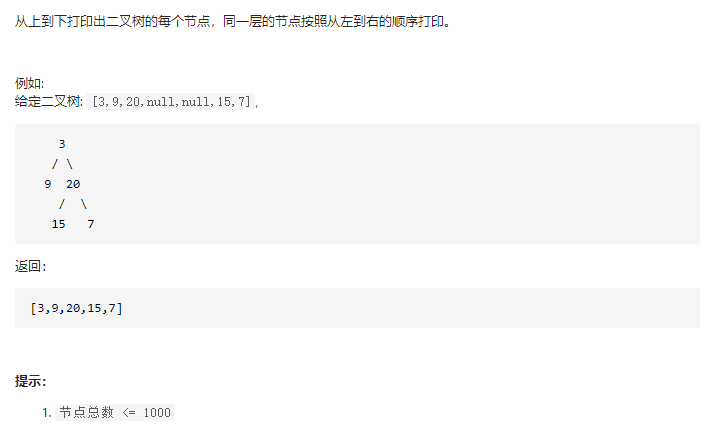 从上到下打印出二叉树的每个节点，同一层的节点按照从左到右的顺序打印。
例如:
给定二叉树: [3,9,20,null,null,15,7],
3
/ \
9 20
/ \
15 7
返回：
[3,9,20,15,7]
提示：
1. 节点总数 <= 1000